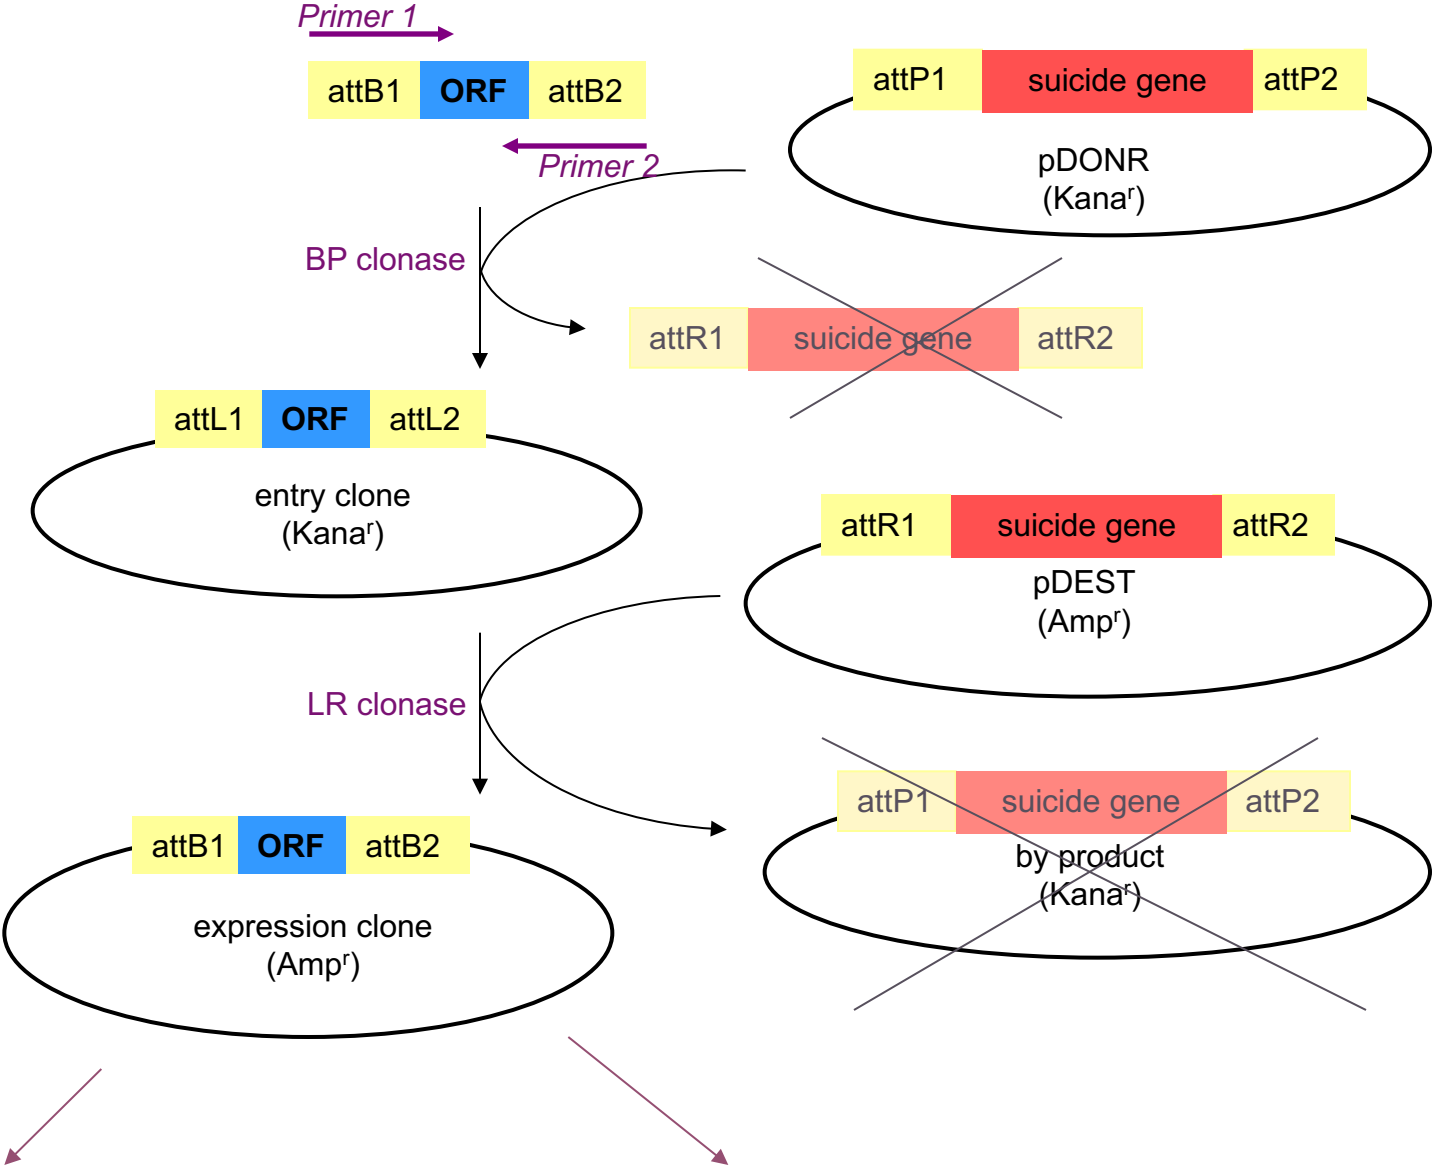 Primer 1
attB1 ORF attB2
Primer 2
attP1 suicide gene attP2
pDONR
(Kanaʳ)
BP clonase
attR1 suicide gene attR2
attL1 ORF attL2
entry clone
(Kanaʳ)
attR1 suicide gene attR2
pDEST
(Ampʳ)
LR clonase
attP1 suicide gene attP2
by product
(Kanaʳ)
attB1 ORF attB2
expression clone
(Ampʳ)